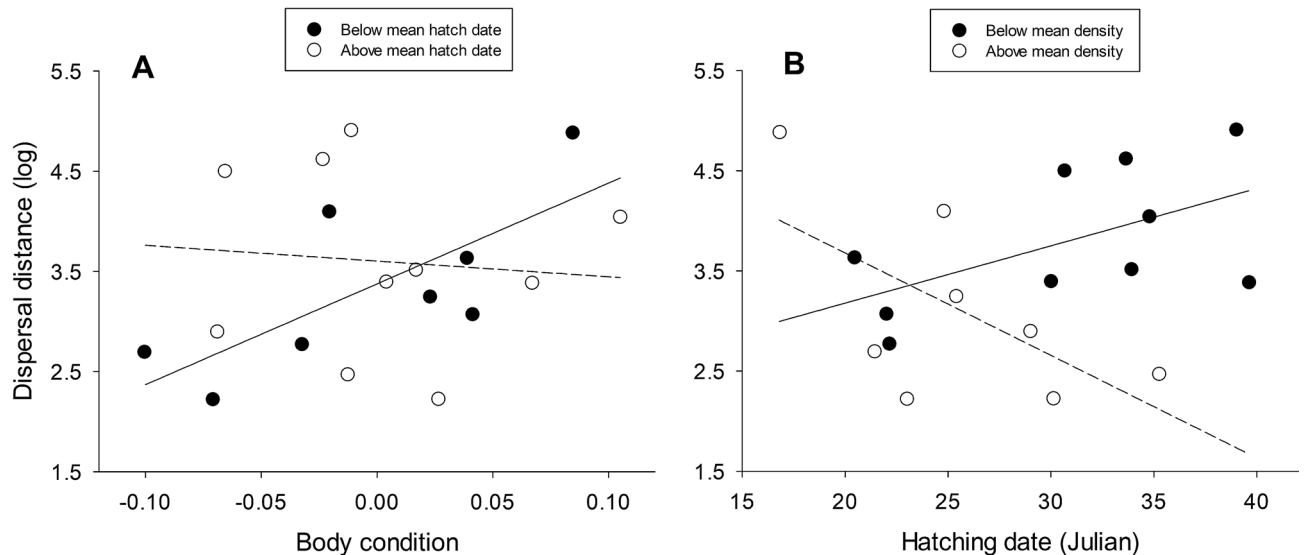 Below mean hatch date
Above mean hatch date
A
5.5
4.5
3.5
2.5
1.5
Dispersal distance (log)
-0.10
-0.05
0.00
0.05
0.10
Body condition
Below mean density
Above mean density
B
5.5
4.5
3.5
2.5
1.5
15
20
25
30
35
40
Hatching date (Julian)